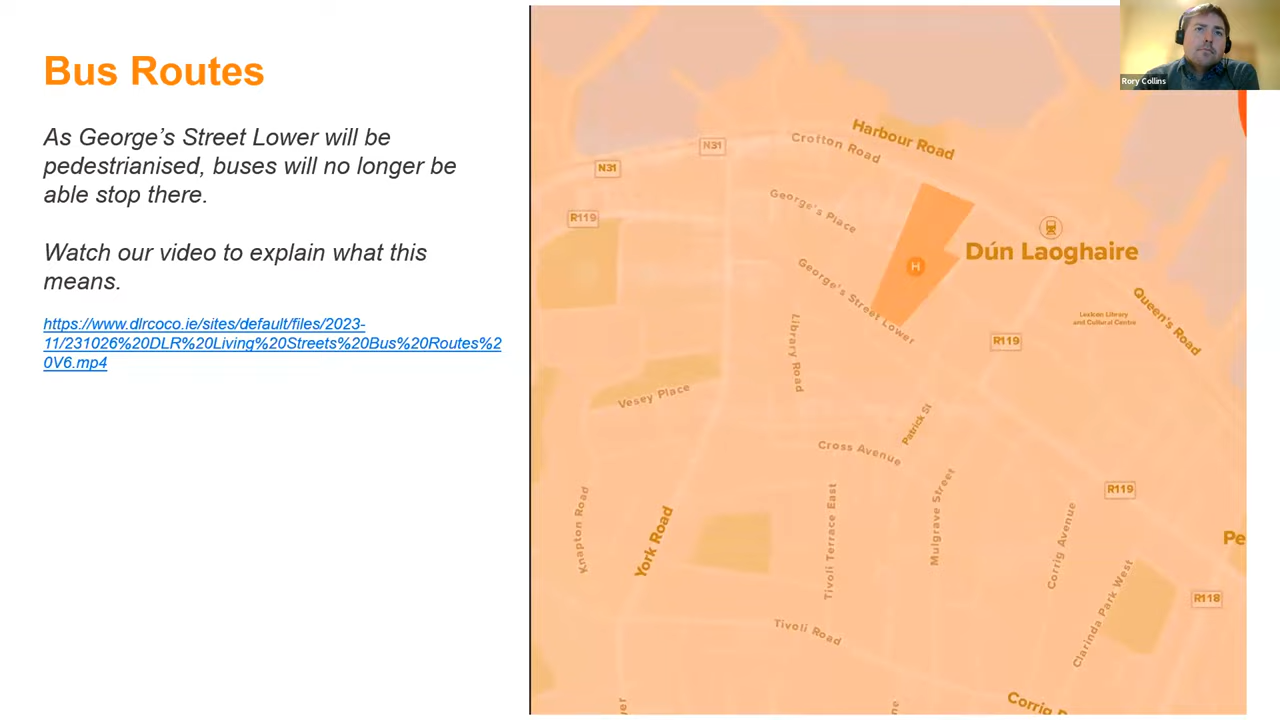 Bus Routes
As George's Street Lower will be
pedestrianised, buses will no longer be
able stop there.
Watch our video to explain what this
means.
https://www.dlrcoco.ie/sites/default/files/2023-
11/231026%20DLR%20Living%20Streets%20Bus%20Routes%2
0V6.mp4
Rory Collins
Harbour Road
Crofton Road
N31
N31
R119
George's Place
H
Dún Laoghaire
George's Street Lower
Queen's Road
Lexicon Library
and Cultural Centre
R119
Library Road
Vesey Place
Patrick St
Cross Avenue
R119
Knapton Road
York Road
Tivoli Terrace East
Mulgrave Street
Corrig Avenue
Pe
Clarinda Park West
R118
Tivoli Road
Corrig